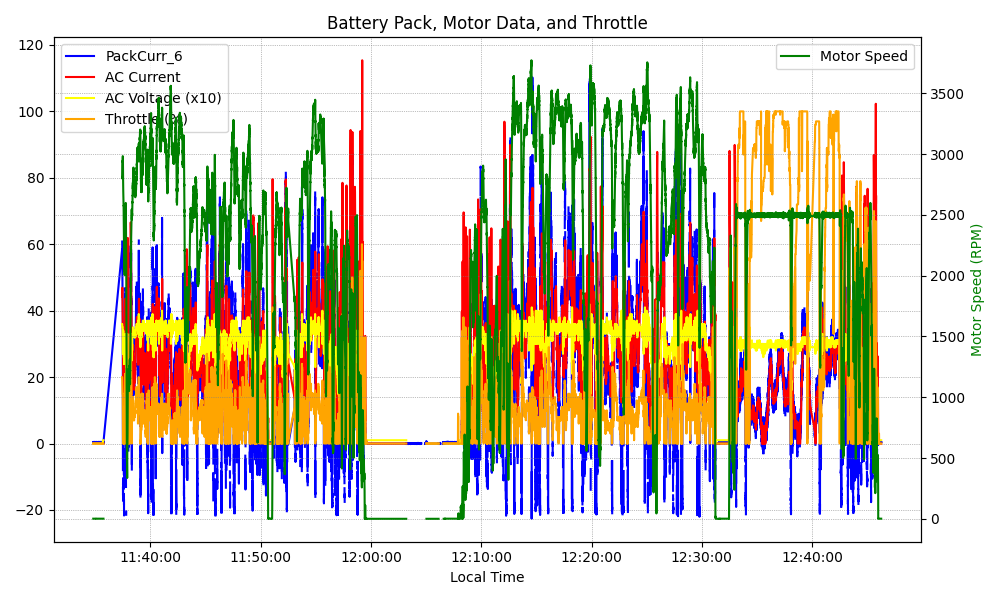 Battery Pack, Motor Data, and Throttle
PackCurr_6
AC Current
AC Voltage (x10)
Throttle (%)
Motor Speed
120
100
80
60
40
20
0
−20
3500
3000
2500
2000
1500
1000
500
0
Motor Speed (RPM)
11:40:00
11:50:00
12:00:00
12:10:00
12:20:00
12:30:00
12:40:00
Local Time